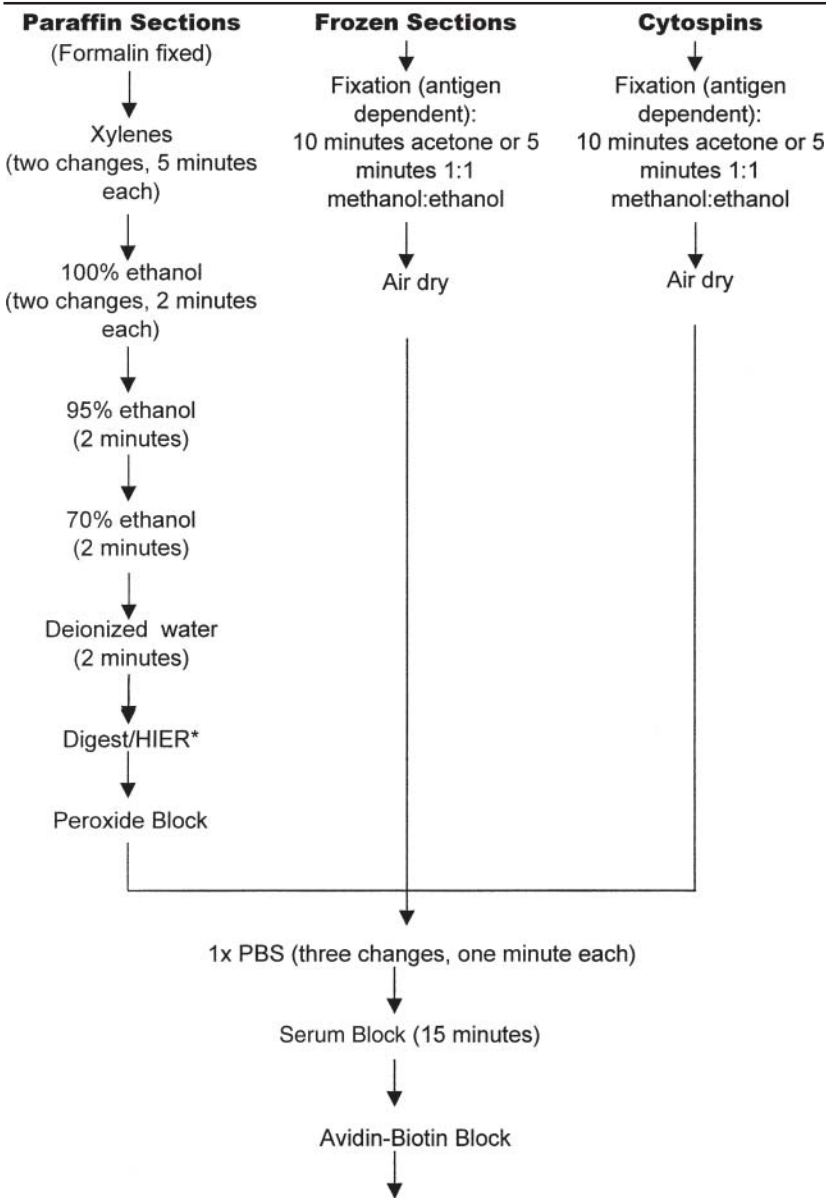 Paraffin Sections
(Formalin fixed)
Xylenes
(two changes, 5 minutes
each)
100% ethanol
(two changes, 2 minutes
each)
95% ethanol
(2 minutes)
70% ethanol
(2 minutes)
Deionized water
(2 minutes)
Digest/HIER*
Peroxide Block
Frozen Sections
Fixation (antigen
dependent):
10 minutes acetone or 5
minutes 1:1
methanol:ethanol
Air dry
Cytospins
Fixation (antigen
dependent):
10 minutes acetone or 5
minutes 1:1
methanol:ethanol
Air dry
1x PBS (three changes, one minute each)
Serum Block (15 minutes)
Avidin-Biotin Block